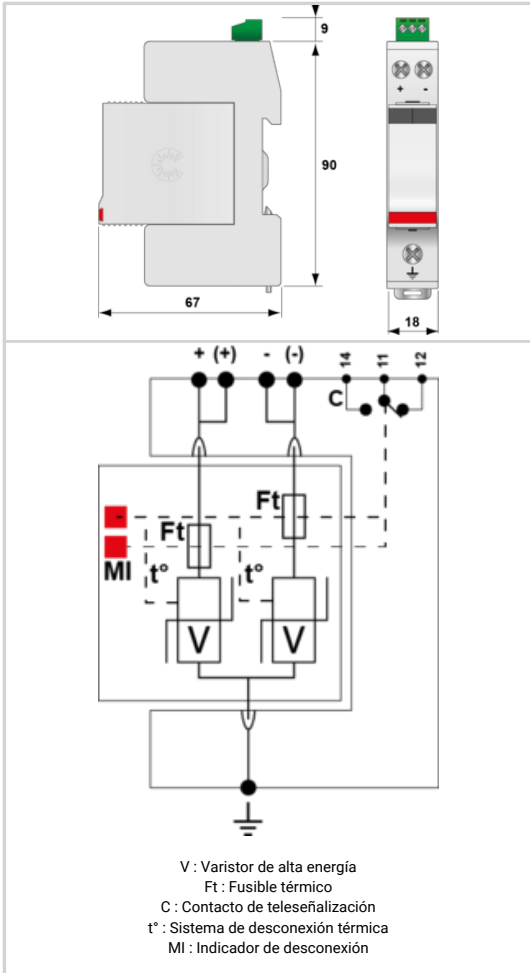 9
90
67
+ -
18
+ (+) - (-)
14 11 12
C
Ft
Ft
-
MI
t°
t°
V
V
V : Varistor de alta energía
Ft : Fusible térmico
C : Contacto de teleseñalización
t° : Sistema de desconexión térmica
MI : Indicador de desconexión